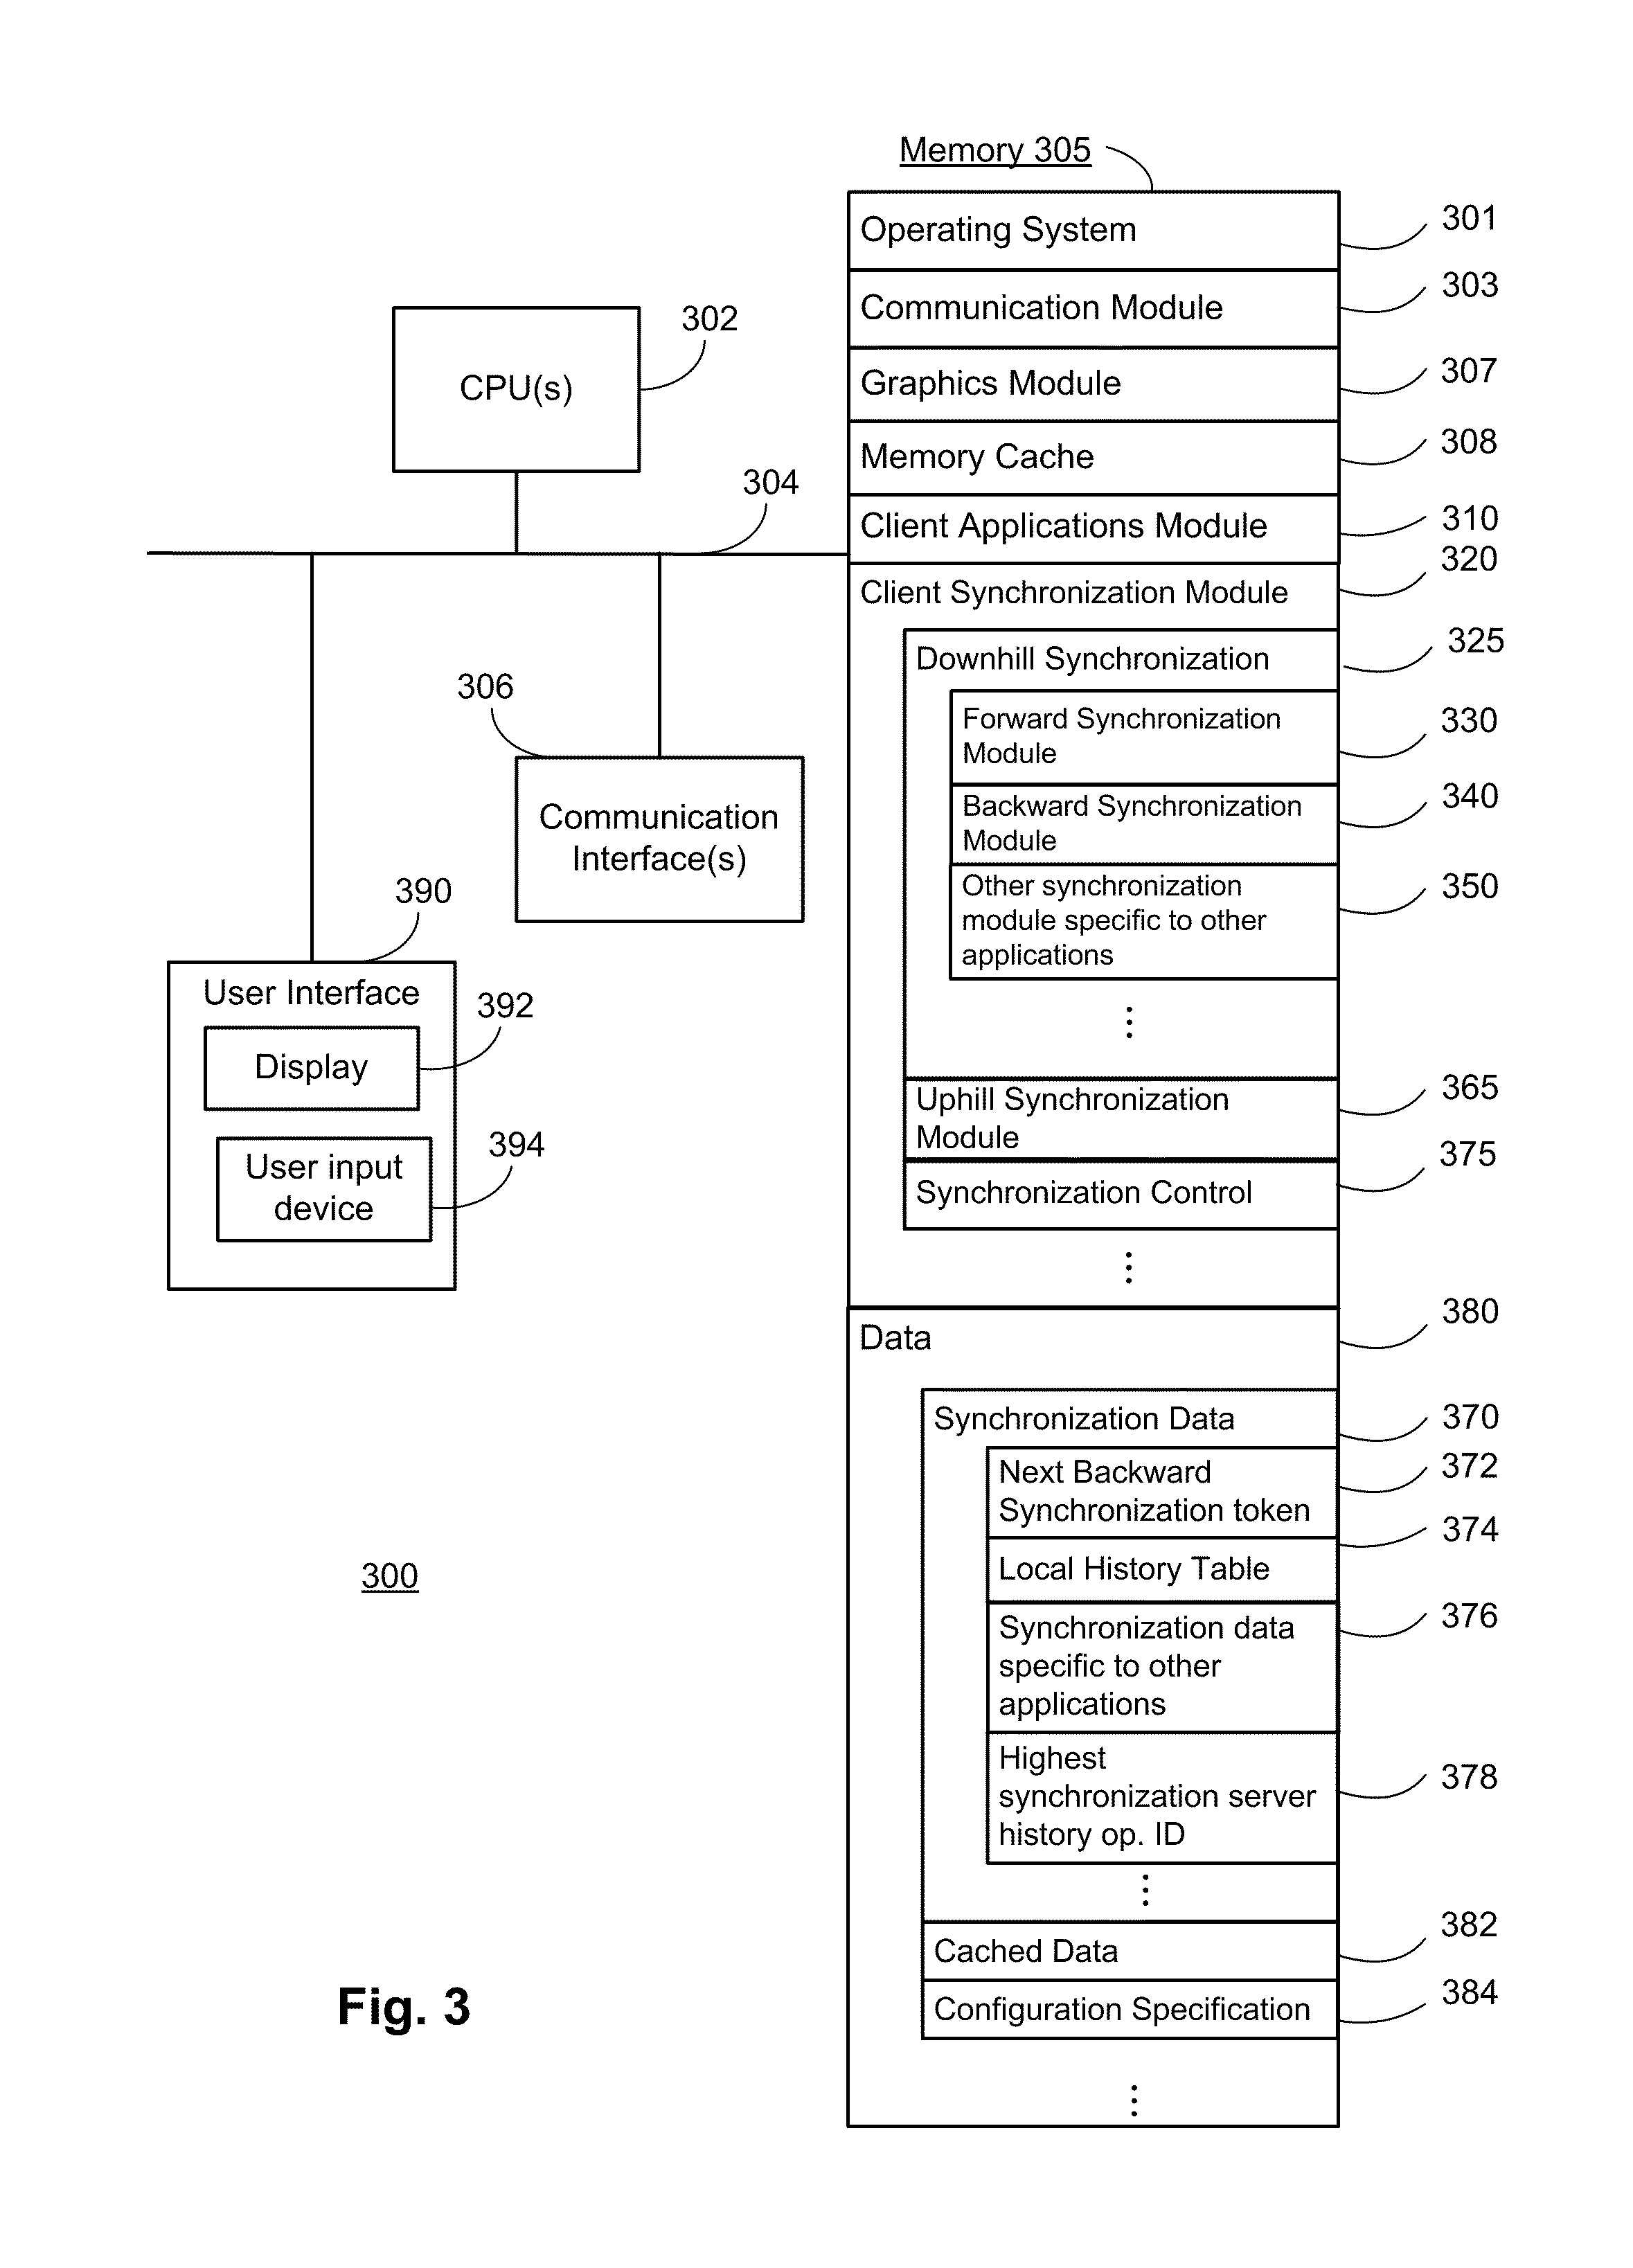 Memory 305
Operating System
301
Communication Module
303
Graphics Module
307
Memory Cache
308
Client Applications Module
310
Client Synchronization Module
320
Downhill Synchronization
325
Forward Synchronization
Module
330
Backward Synchronization
Module
340
Other synchronization
module specific to other
applications
350
⋮
Uphill Synchronization
Module
365
Synchronization Control
375
⋮
Data
380
Synchronization Data
370
Next Backward
Synchronization token
372
Local History Table
374
Synchronization data
specific to other
applications
376
Highest
synchronization server
history op. ID
378
⋮
Cached Data
382
Configuration Specification
384
⋮
CPU(s)
302
304
306
Communication
Interface(s)
390
User Interface
Display
392
User input
device
394
300
Fig. 3